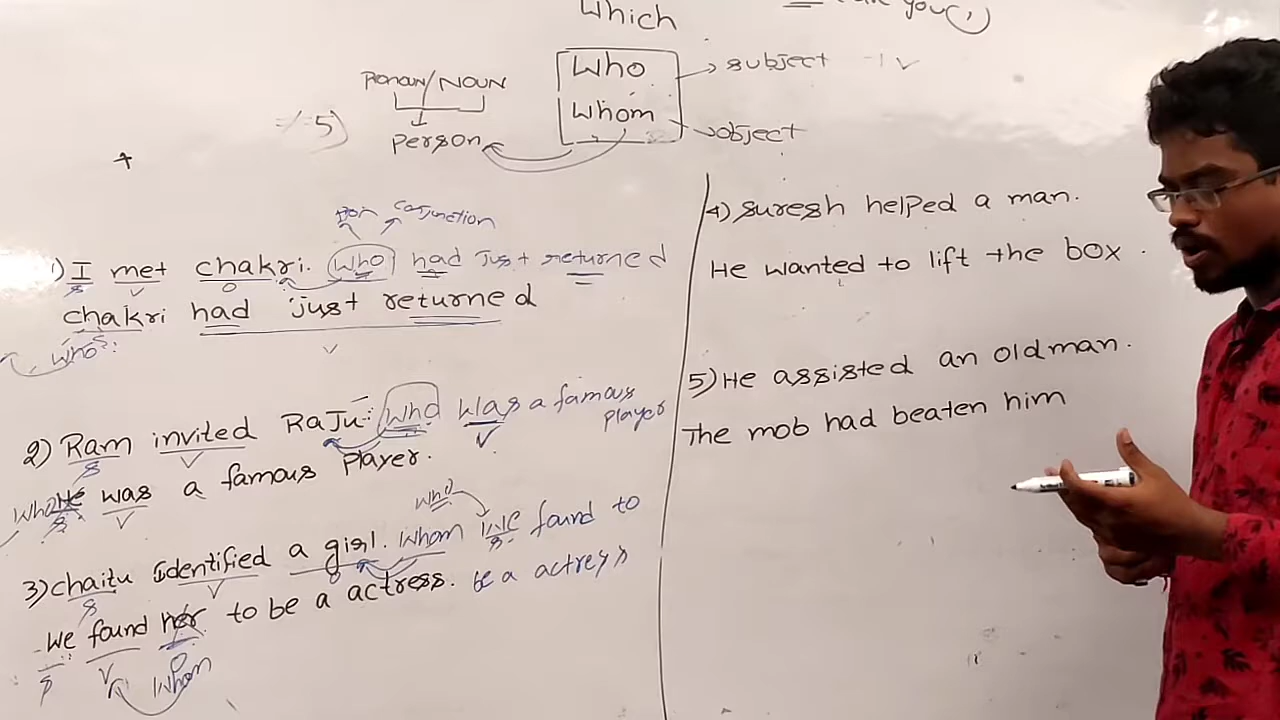 Which
you(,)
Who → subject
Pronoun/NOUN
Whom → object
5)
Person
conjunction
1) I met chakri. who had just returned
S V O
chakri had just returned
who
V
2) Ram invited Raju. who was a famous
player
S V V
who He was a famous player.
S V
who
3) chaitu identified a girl. whom we found to
S V O S
we found her to be a actress. be a actress
S V O whom
4) Suresh helped a man.
He wanted to lift the box.
5) He assisted an oldman.
The mob had beaten him